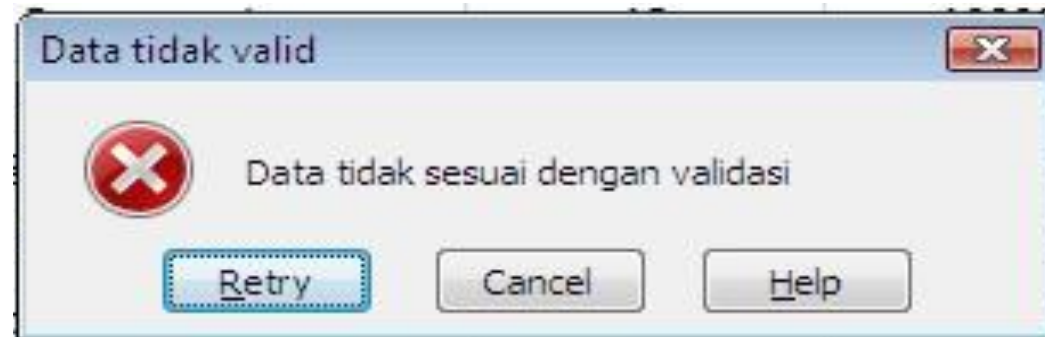 Data tidak valid
Data tidak sesuai dengan validasi
Retry
Cancel
Help